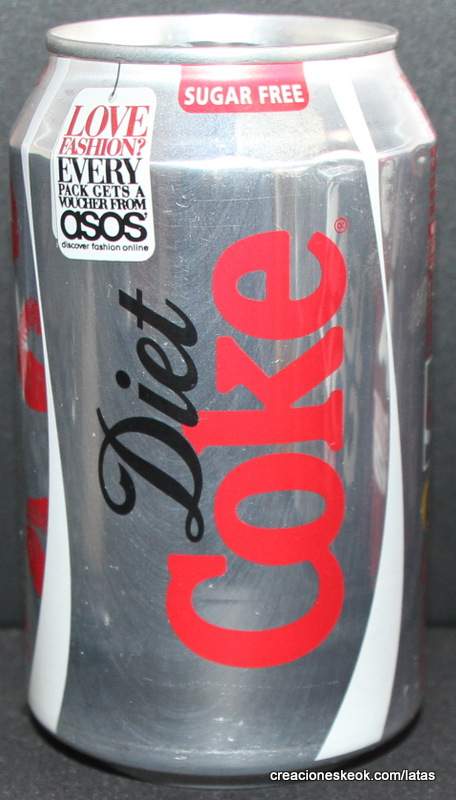 SUGAR FREE
LOVE
FASHION?
EVERY
PACK GETS A
VOUCHER FROM
asos
discover fashion online
Diet
Coke®
creacioneskeok.com/latas